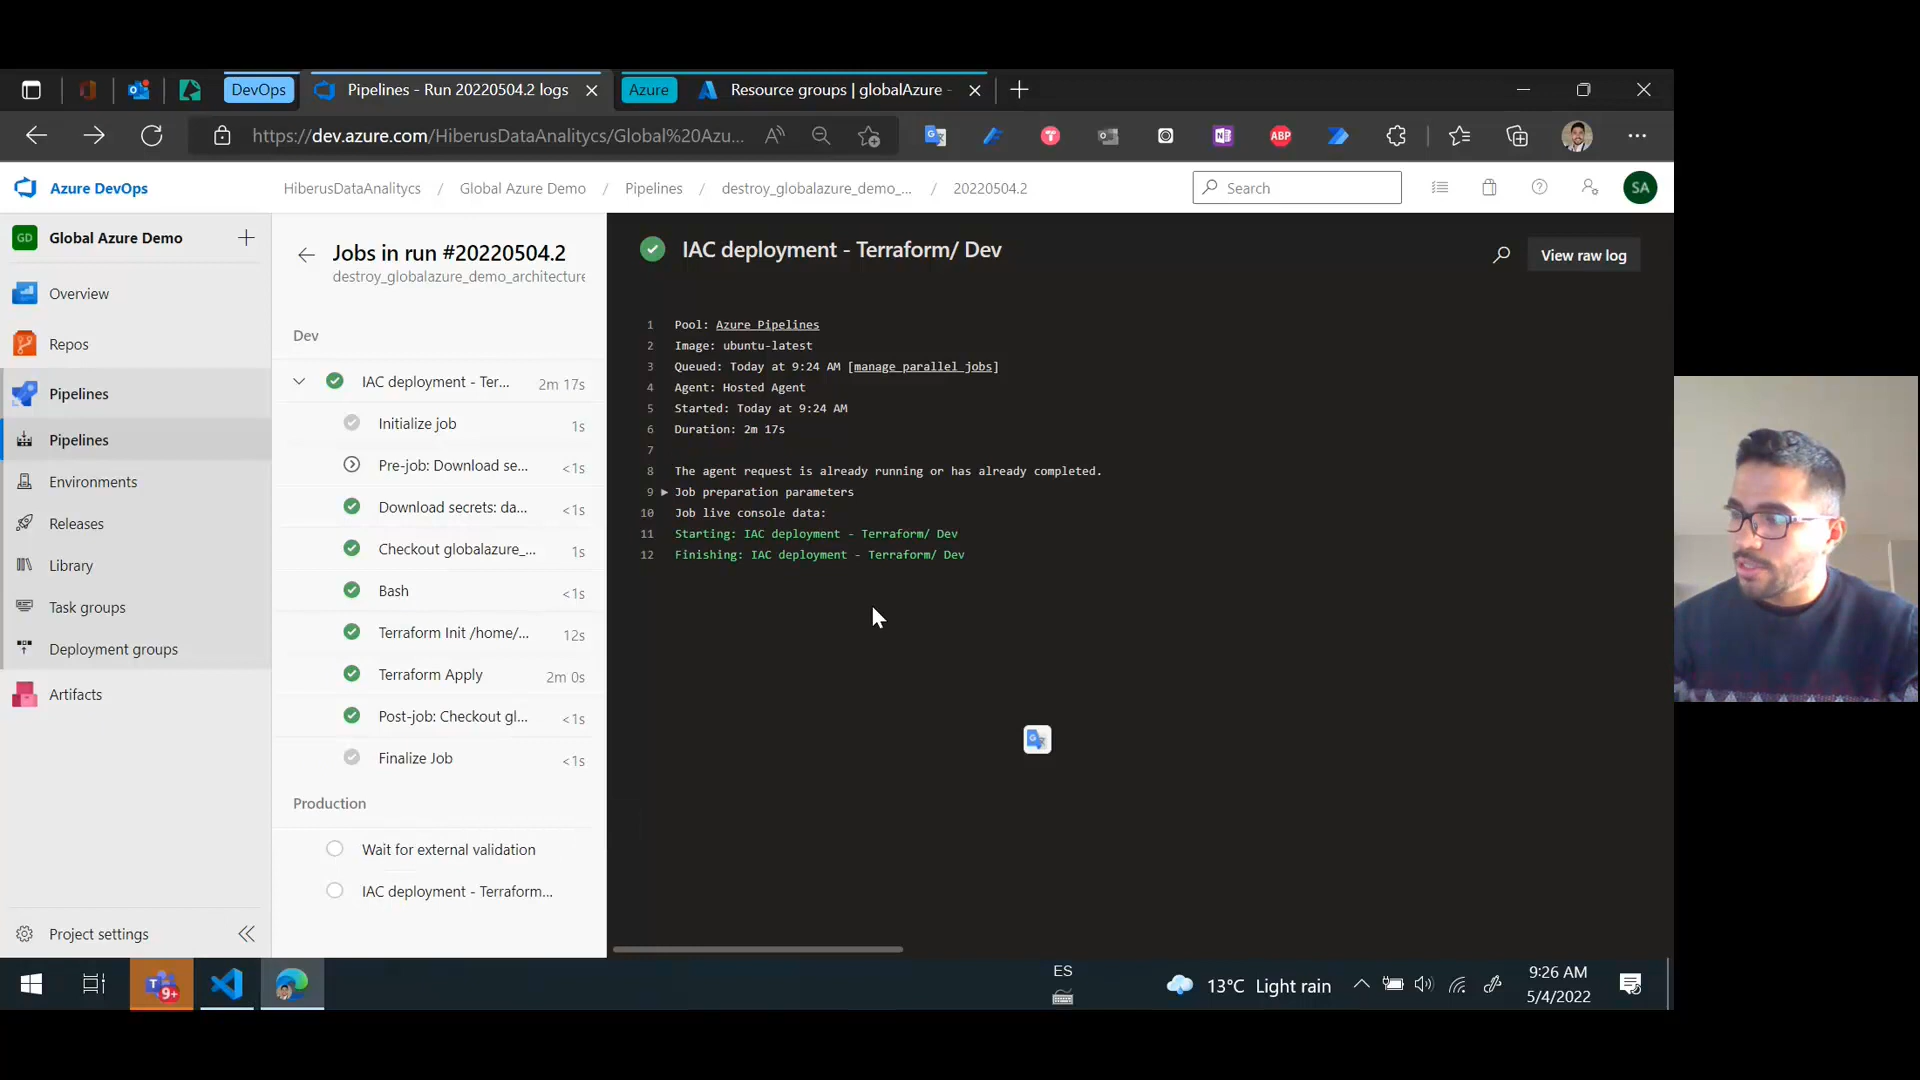 DevOps
Pipelines - Run 20220504.2 logs
Azure
Resource groups | globalAzure -
https://dev.azure.com/HiberusDataAnalitycs/Global%20Azu...
ABP
Azure DevOps
HiberusDataAnalitycs / Global Azure Demo / Pipelines / destroy_globalazure_demo_... / 20220504.2
Search
SA
GD
Global Azure Demo
Overview
Repos
Pipelines
Pipelines
Environments
Releases
Library
Task groups
Deployment groups
Artifacts
Project settings
Jobs in run #20220504.2
destroy_globalazure_demo_architecture
Dev
IAC deployment - Ter... 2m 17s
Initialize job 1s
Pre-job: Download se... <1s
Download secrets: da... <1s
Checkout globalazure_... 1s
Bash <1s
Terraform Init /home/... 12s
Terraform Apply 2m 0s
Post-job: Checkout gl... <1s
Finalize Job <1s
Production
Wait for external validation
IAC deployment - Terraform...
IAC deployment - Terraform/ Dev
View raw log
1 Pool: Azure Pipelines
2 Image: ubuntu-latest
3 Queued: Today at 9:24 AM [manage parallel jobs]
4 Agent: Hosted Agent
5 Started: Today at 9:24 AM
6 Duration: 2m 17s
7
8 The agent request is already running or has already completed.
9 Job preparation parameters
10 Job live console data:
11 Starting: IAC deployment - Terraform/ Dev
12 Finishing: IAC deployment - Terraform/ Dev
9+
ES
13°C Light rain
9:26 AM
5/4/2022